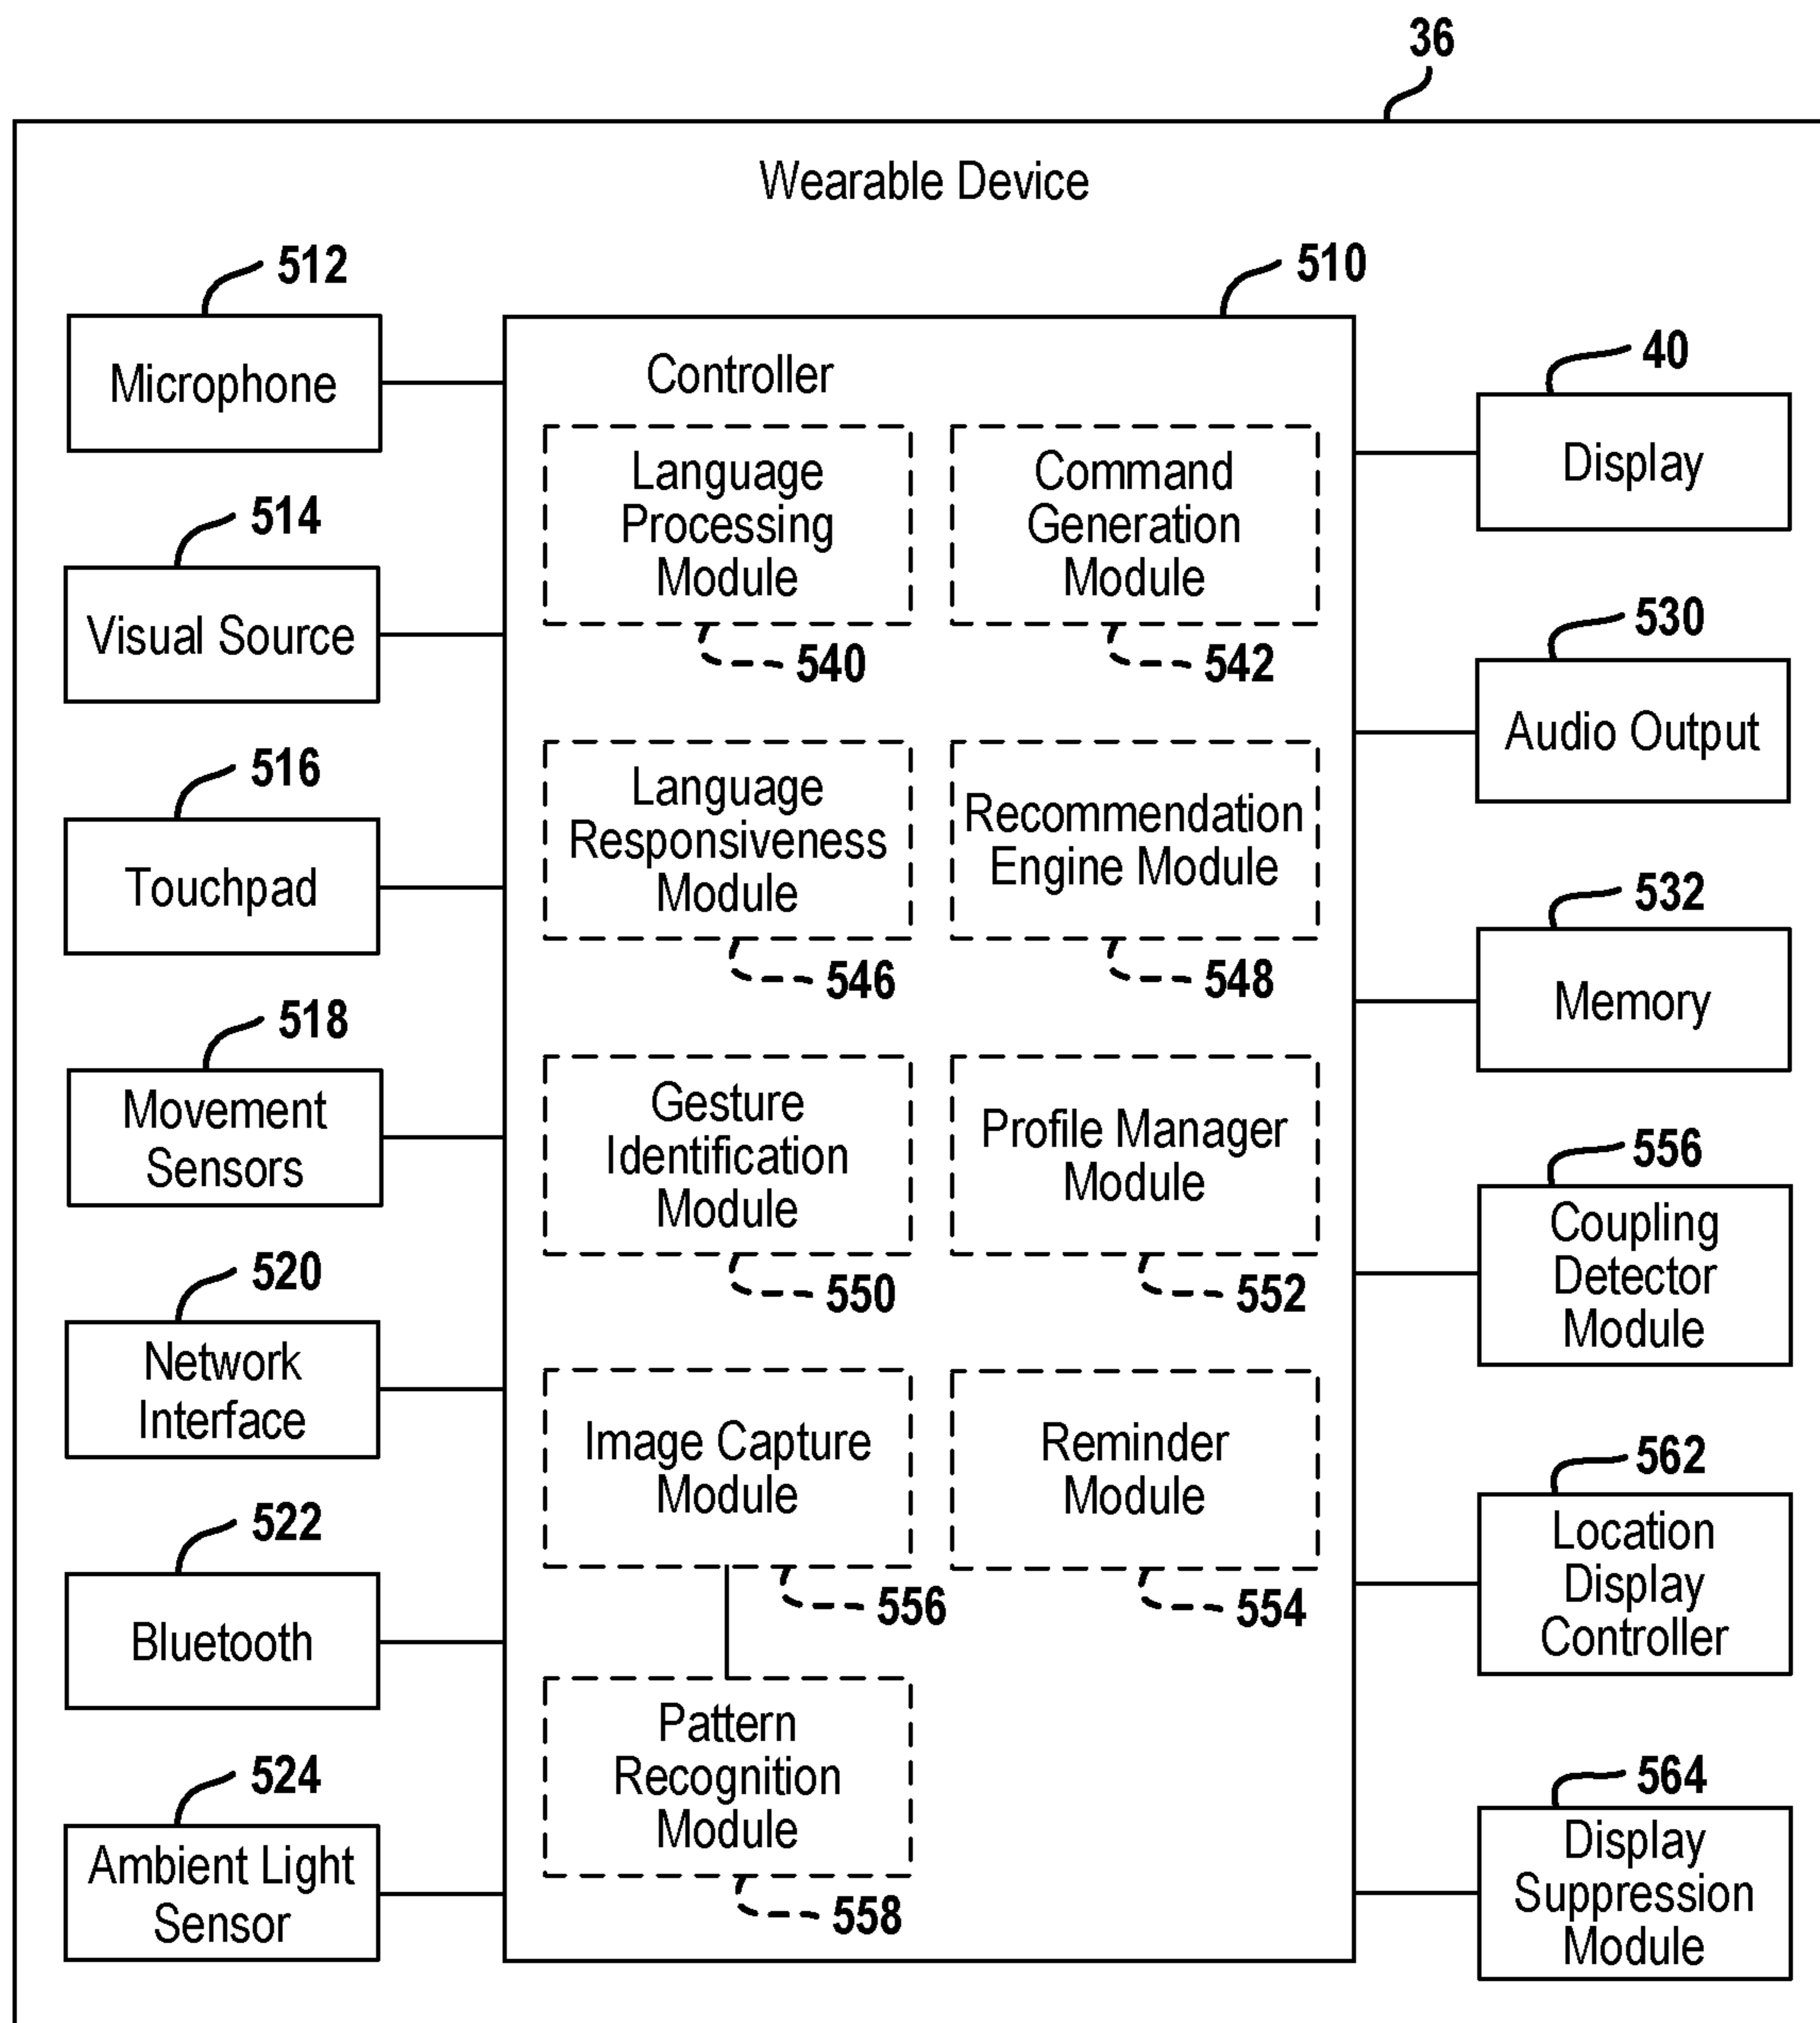 36
Wearable Device
512
Microphone
514
Visual Source
516
Touchpad
518
Movement
Sensors
520
Network
Interface
522
Bluetooth
524
Ambient Light
Sensor
510
Controller
Language
Processing
Module
540
Command
Generation
Module
542
Language
Responsiveness
Module
546
Recommendation
Engine Module
548
Gesture
Identification
Module
550
Profile Manager
Module
552
Image Capture
Module
556
Reminder
Module
554
Pattern
Recognition
Module
558
40
Display
530
Audio Output
532
Memory
556
Coupling
Detector
Module
562
Location
Display
Controller
564
Display
Suppression
Module